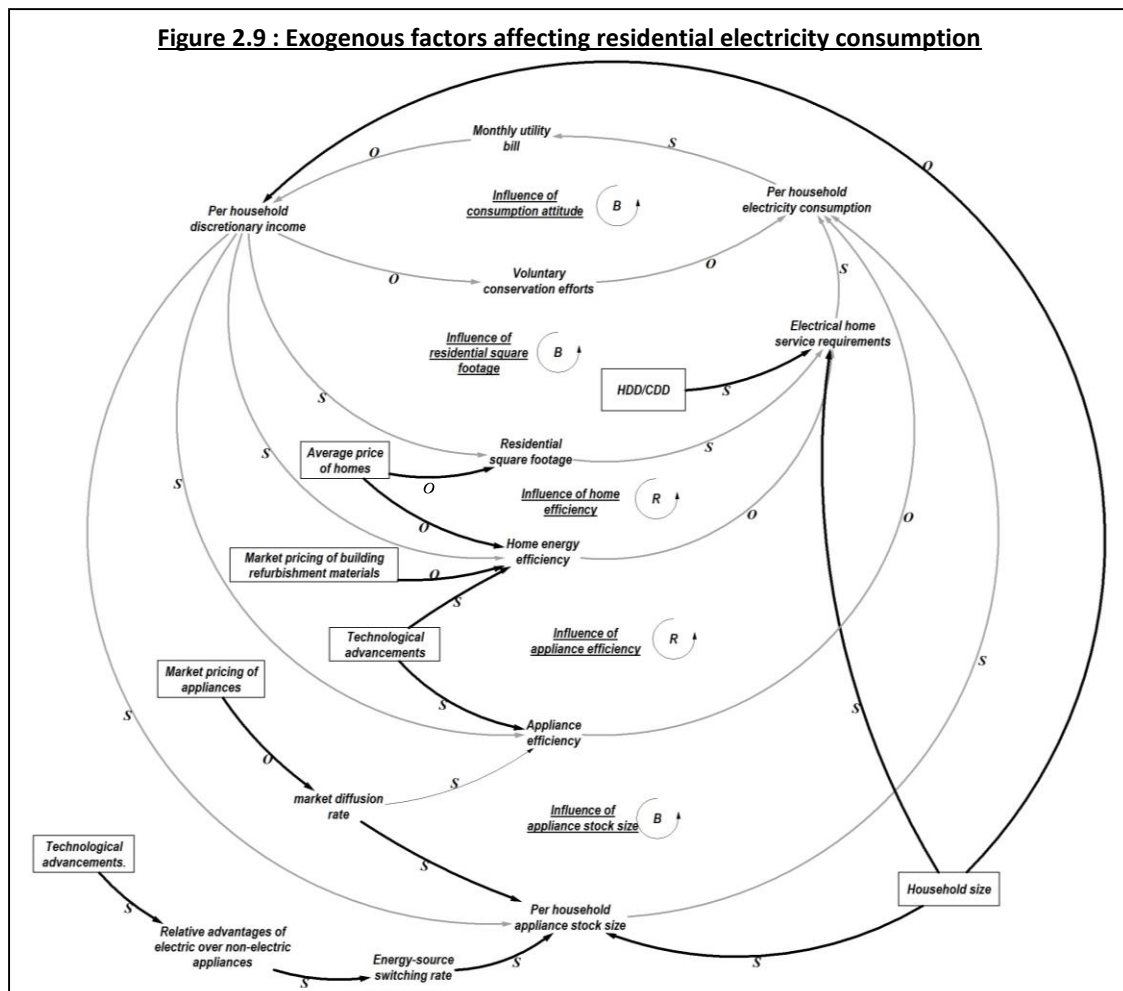 Figure 2.9 : Exogenous factors affecting residential electricity consumption
Monthly utility
bill
S
O
O
Influence of
consumption attitude
B
Per household
electricity consumption
Per household
discretionary income
O
Voluntary
conservation efforts
O
S
Influence of
residential square
footage
B
Electrical home
service requirements
HDD/CDD
S
S
Average price
of homes
Residential
square footage
S
S
O
S
Influence of home
efficiency
R
O
O
O
Home energy
efficiency
Market pricing of building
refurbishment materials
O
S
Technological
advancements
Influence of
appliance efficiency
R
S
Market pricing of
appliances
S
S
S
Appliance
efficiency
O
S
market diffusion
rate
Influence of
appliance stock size
B
Technological
advancements.
S
Household size
S
Per household
appliance stock size
Relative advantages of
electric over non-electric
appliances
Energy-source
switching rate
S
S
S